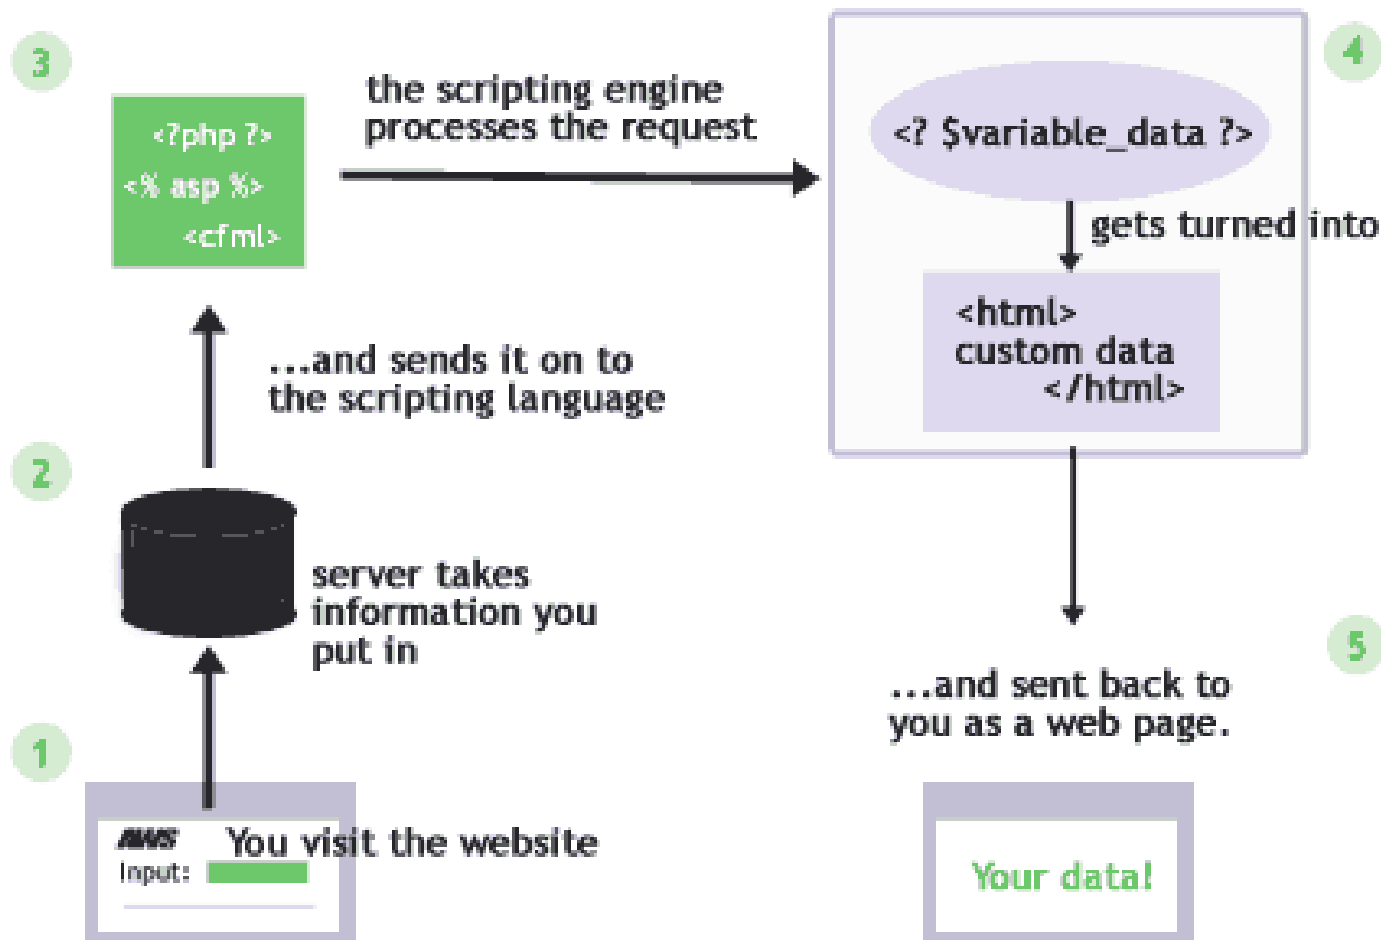 3
<?php ?>
<% asp %>
<cfml>
the scripting engine
processes the request
4
<? $variable_data ?>
gets turned into
<html>
custom data
</html>
...and sends it on to
the scripting language
2
server takes
information you
put in
1
You visit the website
Input:
5
...and sent back to
you as a web page.
Your data!